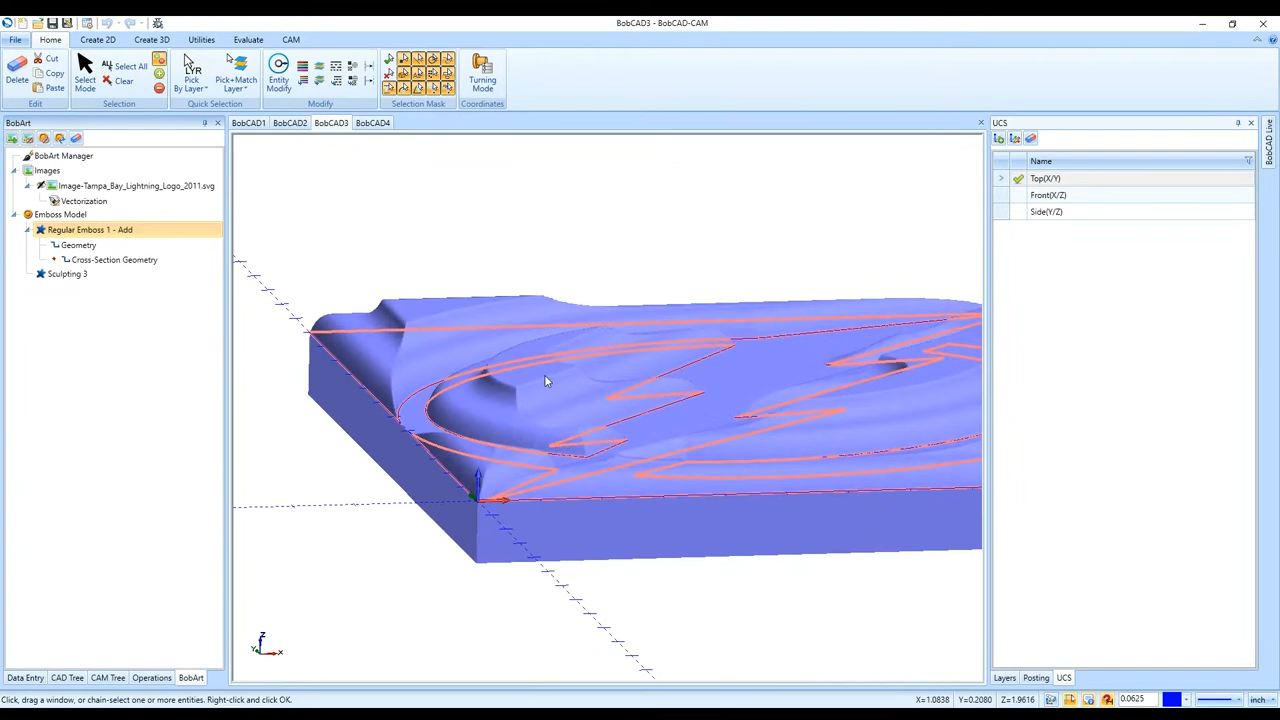 BobCAD3 - BobCAD-CAM
File Home Create 2D Create 3D Utilities Evaluate CAM
Delete Cut Copy Paste Edit
Select Mode Select All Clear Selection
LYR Pick By Layer Pick+Match Layer Quick Selection
Entity Modify Modify
Selection Mask
Turning Mode Coordinates
BobArt
BobCAD1 BobCAD2 BobCAD3 BobCAD4
UCS
BobCAD Live
BobArt Manager
Images
Image-Tampa_Bay_Lightning_Logo_2011.svg
Vectorization
Emboss Model
Regular Emboss 1 - Add
Geometry
Cross-Section Geometry
Sculpting 3
Name
Top(X/Y)
Front(X/Z)
Side(Y/Z)
Z
Y X
Data Entry CAD Tree CAM Tree Operations BobArt
Layers Posting UCS
Click, drag a window, or chain-select one or more entities. Right-click and click OK.
X=1.0838 Y=0.2080 Z=1.9616 0.0625 inch